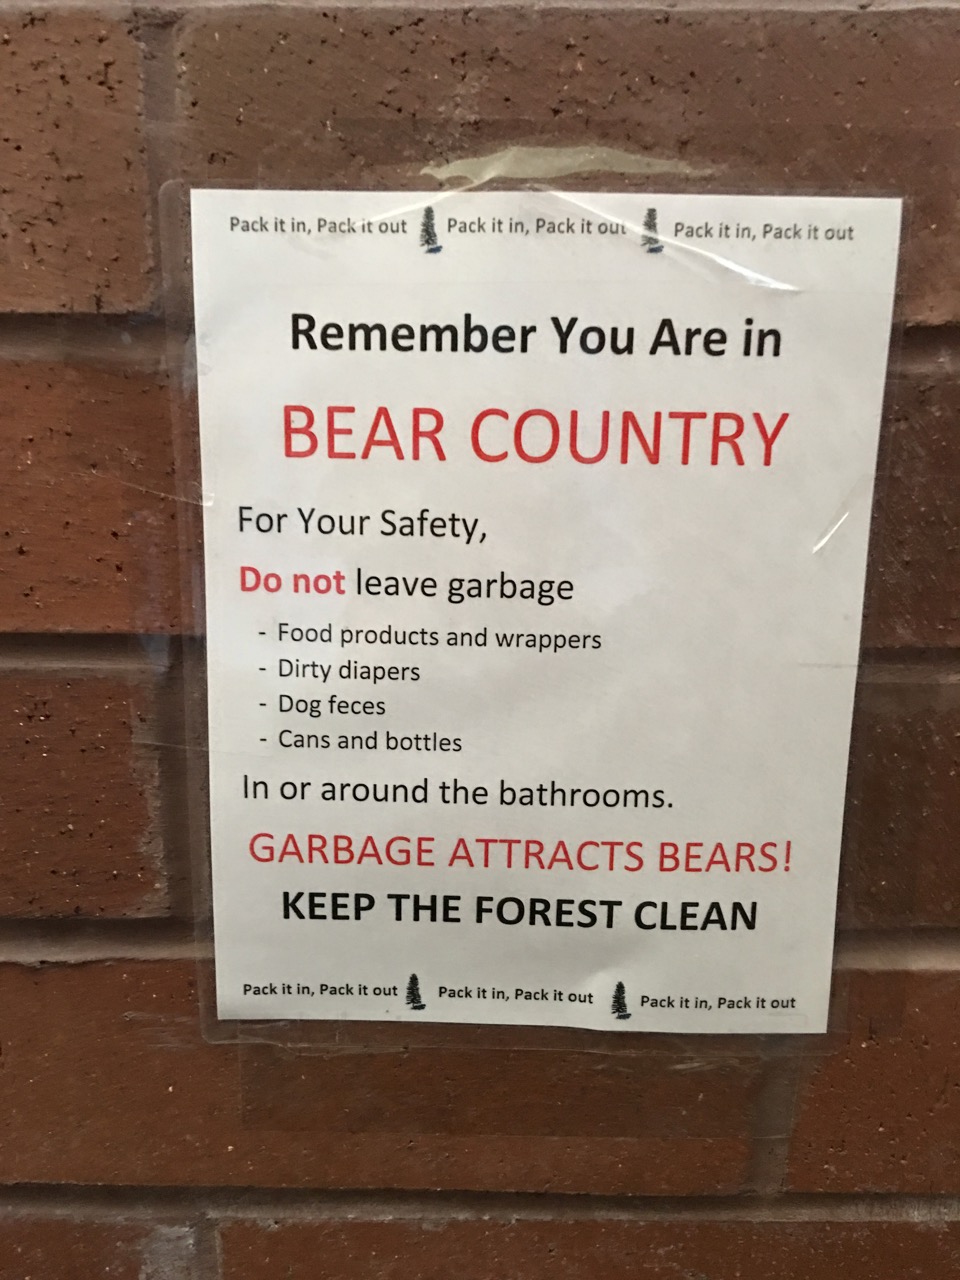 Pack it in, Pack it out Pack it in, Pack it out Pack it in, Pack it out
Remember You Are in
BEAR COUNTRY
For Your Safety,
Do not leave garbage
- Food products and wrappers
- Dirty diapers
- Dog feces
- Cans and bottles
In or around the bathrooms.
GARBAGE ATTRACTS BEARS!
KEEP THE FOREST CLEAN
Pack it in, Pack it out Pack it in, Pack it out Pack it in, Pack it out